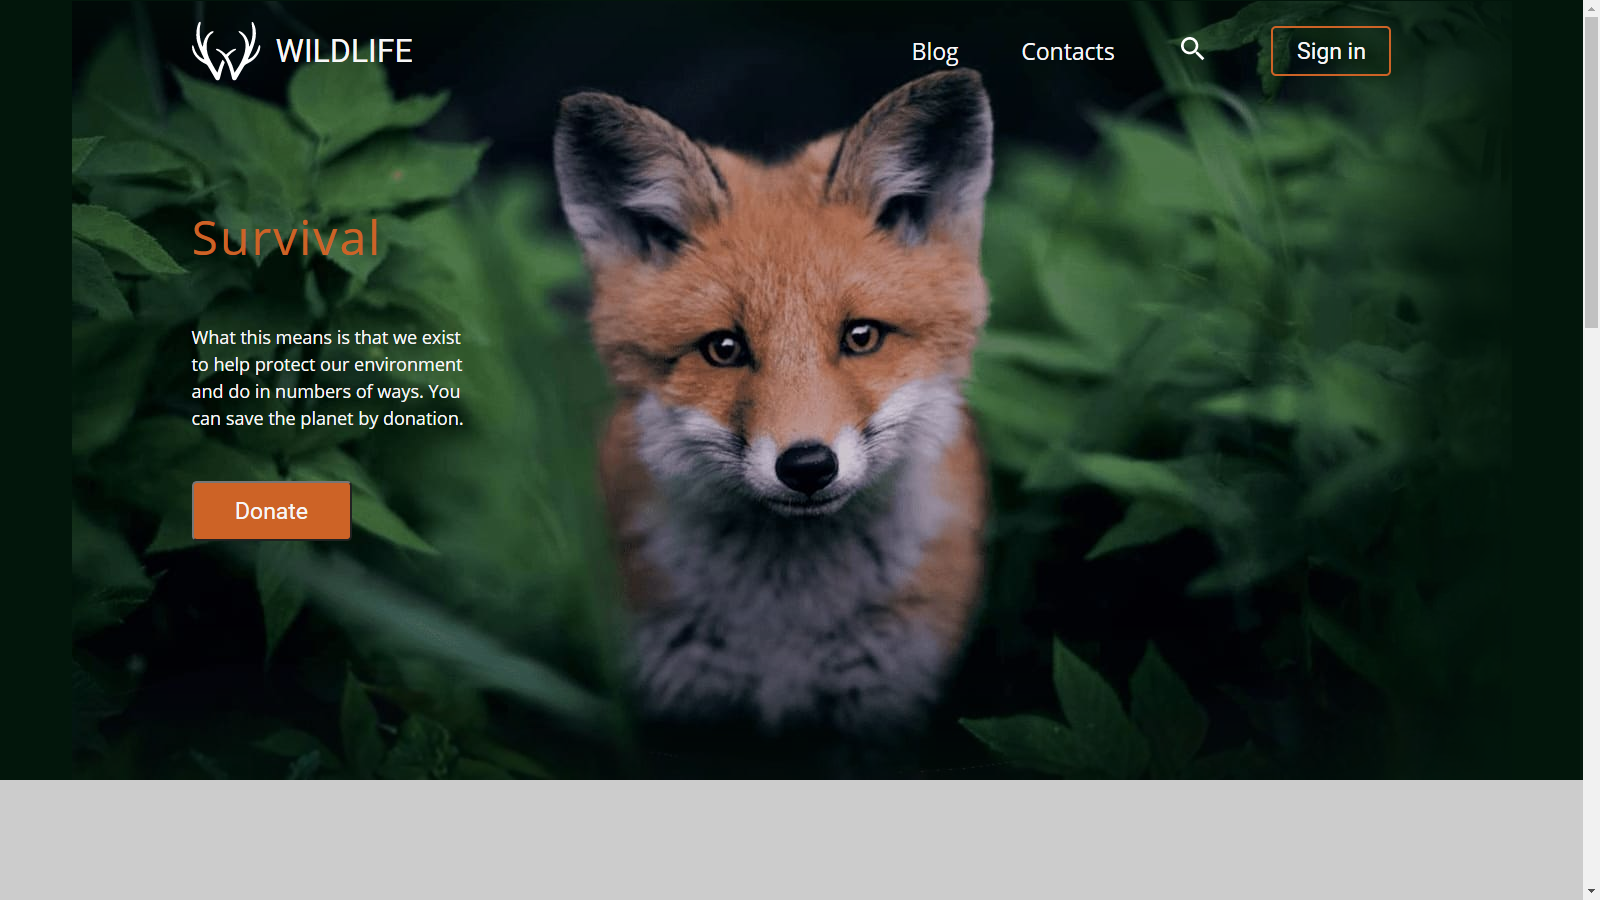 WILDLIFE
Blog
Contacts
Sign in
Survival
What this means is that we exist
to help protect our environment
and do in numbers of ways. You
can save the planet by donation.
Donate